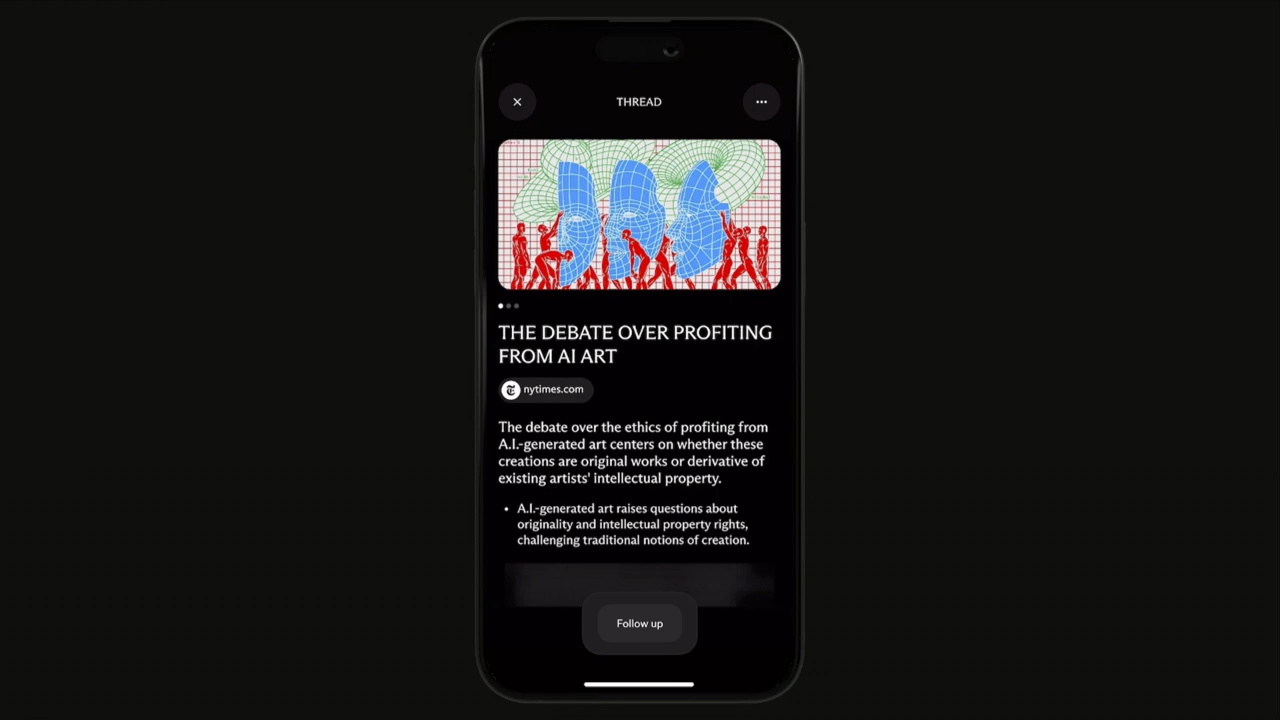 THREAD
THE DEBATE OVER PROFITING
FROM AI ART
nytimes.com
The debate over the ethics of profiting from
A.I.-generated art centers on whether these
creations are original works or derivative of
existing artists' intellectual property.
• A.I.-generated art raises questions about
originality and intellectual property rights,
challenging traditional notions of creation.
Follow up